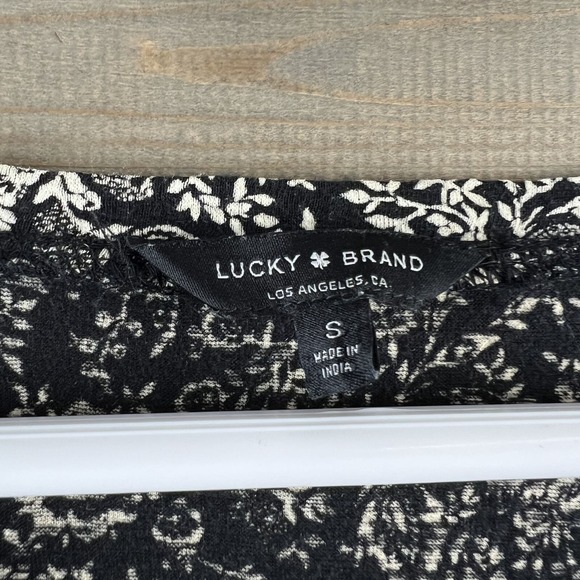 LUCKY BRAND
LOS ANGELES, CA.
S
MADE IN
INDIA